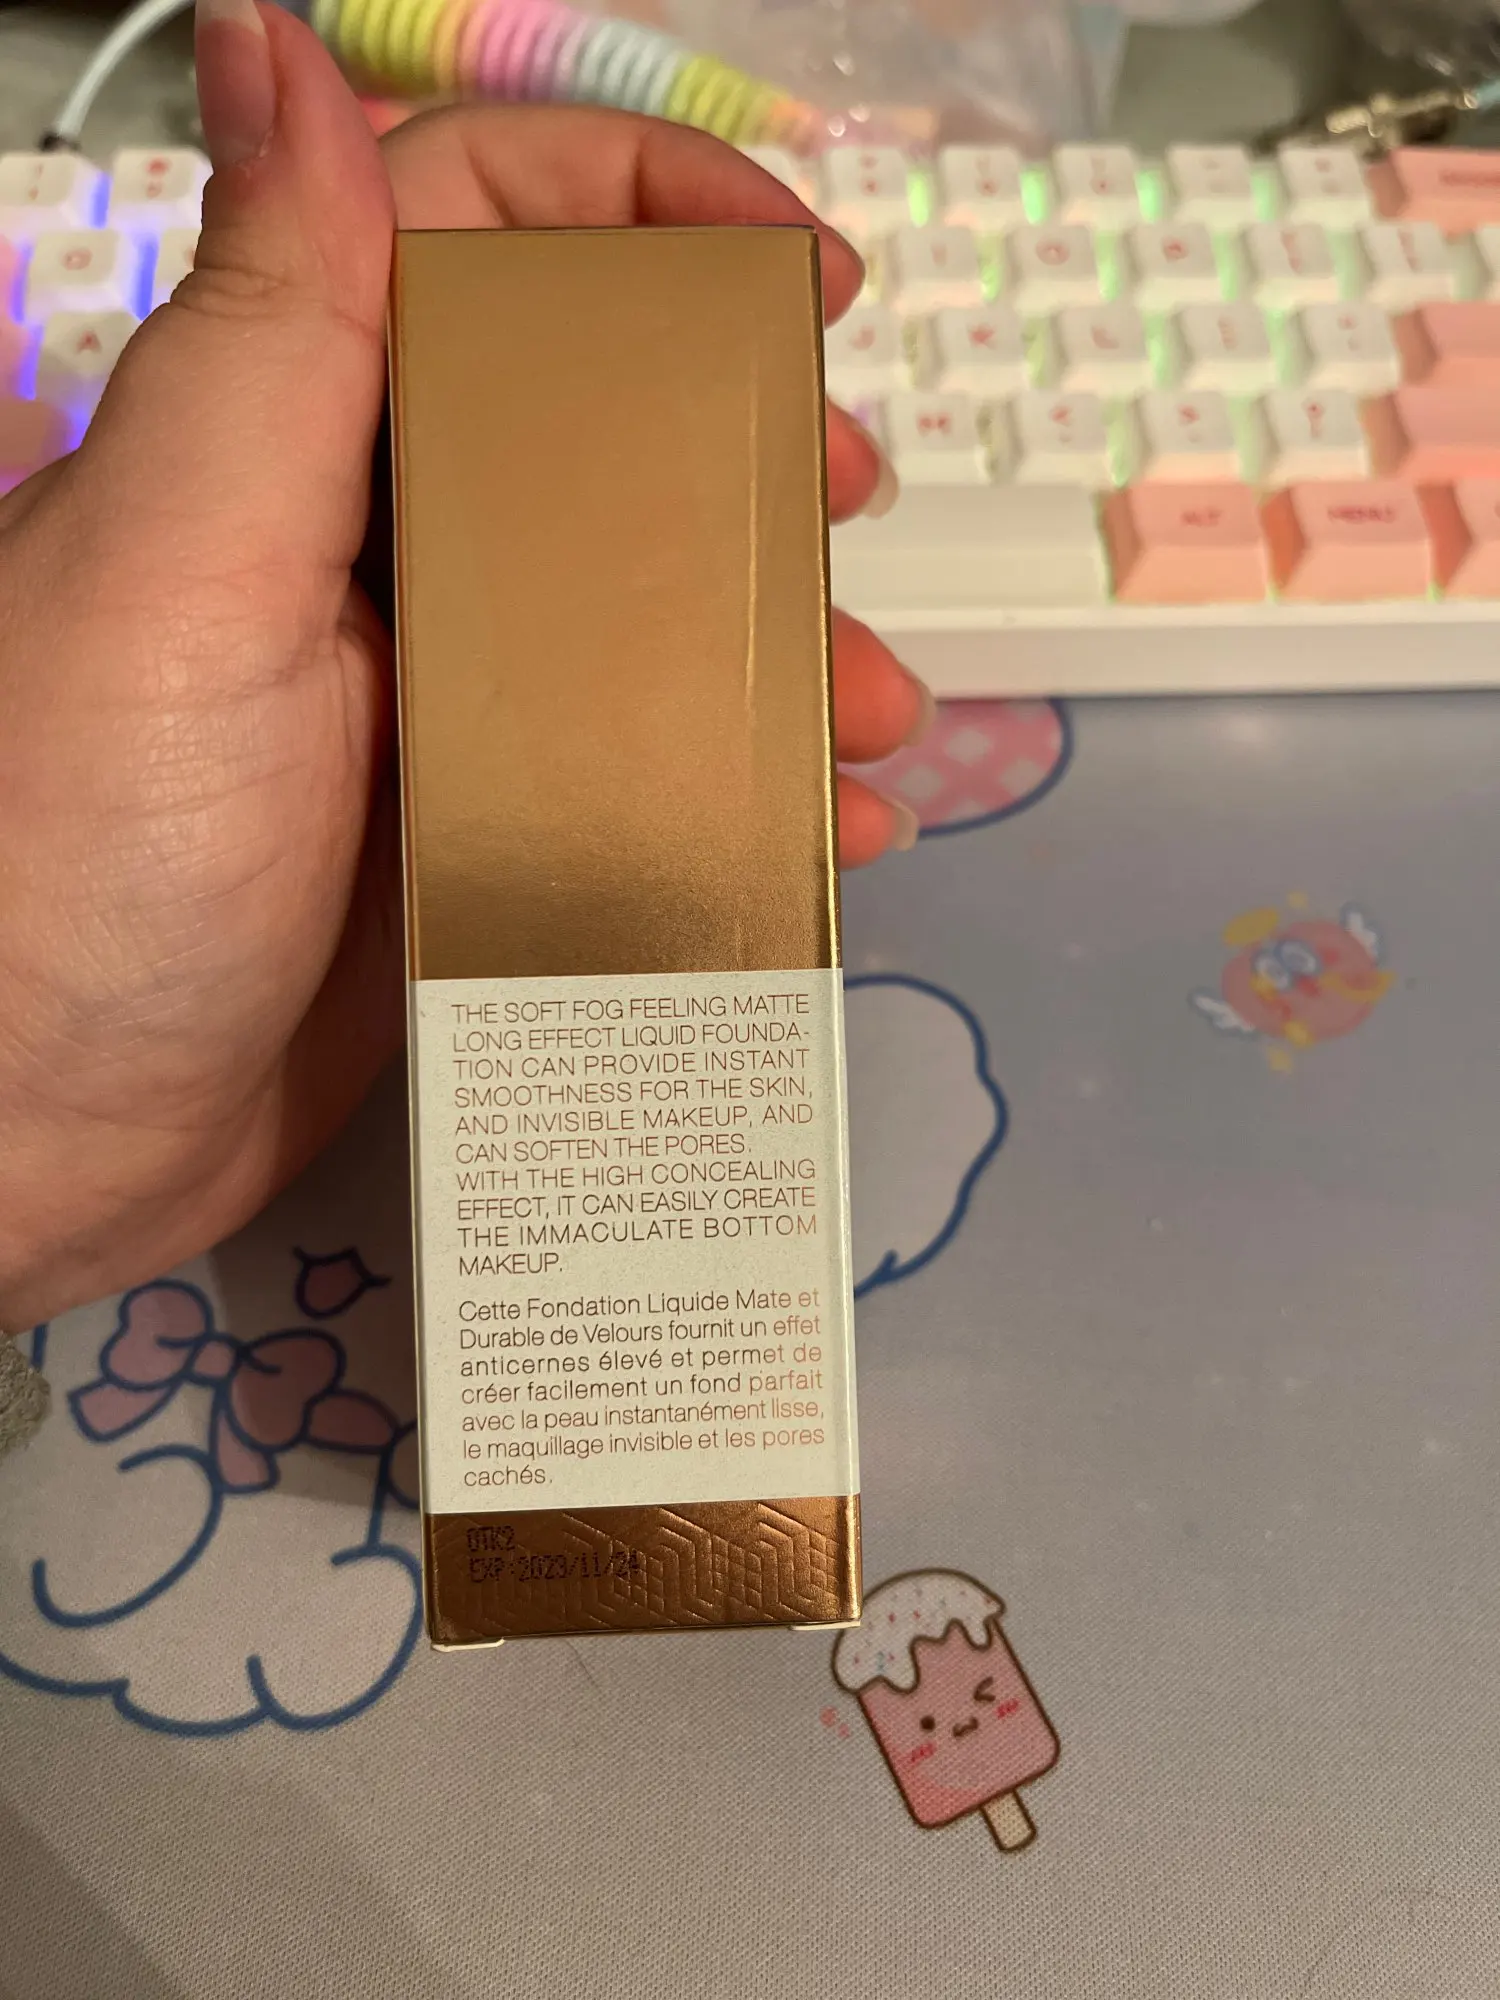 THE SOFT FOG FEELING MATTE
LONG EFFECT LIQUID FOUNDA-
TION CAN PROVIDE INSTANT
SMOOTHNESS FOR THE SKIN,
AND INVISIBLE MAKEUP, AND
CAN SOFTEN THE PORES.
WITH THE HIGH CONCEALING
EFFECT, IT CAN EASILY CREATE
THE IMMACULATE BOTTOM
MAKEUP.
Cette Fondation Liquide Mate et
Durable de Velours fournit un effet
anticernes élevé et permet de
créer facilement un fond parfait
avec la peau instantanément lisse,
le maquillage invisible et les pores
cachés.
0TK2
EXP:2023/11/24
Q
A
I O P
J K L
M
ALT MENU